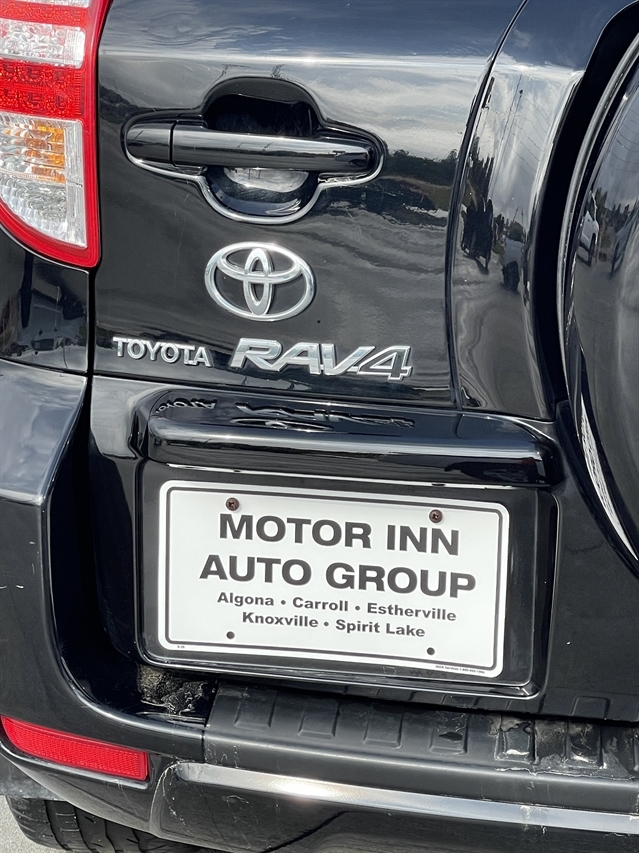 TOYOTA RAV4
MOTOR INN
AUTO GROUP
Algona • Carroll • Estherville
Knoxville • Spirit Lake